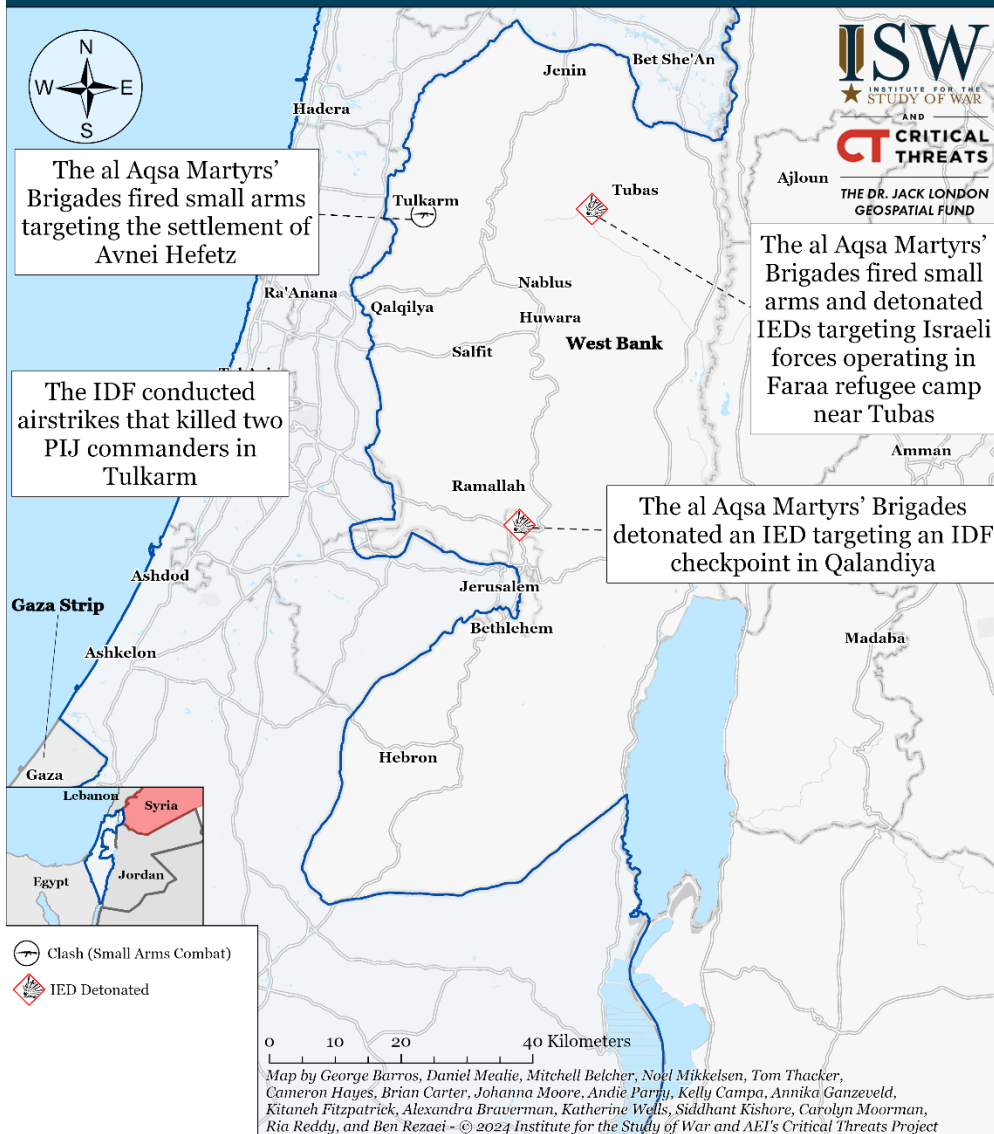 N
W E
S
Jenin
Bet She'An
Hadera
ISW
INSTITUTE FOR THE
STUDY OF WAR
AND
CT CRITICAL
THREATS
THE DR. JACK LONDON
GEOSPATIAL FUND
Ajloun
The al Aqsa Martyrs'
Brigades fired small arms
targeting the settlement of
Avnei Hefetz
Tulkarm
Tubas
The al Aqsa Martyrs'
Brigades fired small
arms and detonated
IEDs targeting Israeli
forces operating in
Faraa refugee camp
near Tubas
Ra'Anana
Qalqilya
Nablus
Huwara
Salfit
West Bank
The IDF conducted
airstrikes that killed two
PIJ commanders in
Tulkarm
Amman
Ramallah
The al Aqsa Martyrs' Brigades
detonated an IED targeting an IDF
checkpoint in Qalandiya
Ashdod
Jerusalem
Gaza Strip
Bethlehem
Madaba
Ashkelon
Hebron
Gaza
Lebanon
Syria
Egypt
Jordan
Clash (Small Arms Combat)
IED Detonated
0 10 20 40 Kilometers
Map by George Barros, Daniel Mealie, Mitchell Belcher, Noel Mikkelsen, Tom Thacker,
Cameron Hayes, Brian Carter, Johanna Moore, Andie Parry, Kelly Campa, Annika Ganzeveld,
Kitaneh Fitzpatrick, Alexandra Braverman, Katherine Wells, Siddhant Kishore, Carolyn Moorman,
Ria Reddy, and Ben Rezaei - © 2024 Institute for the Study of War and AEI's Critical Threats Project